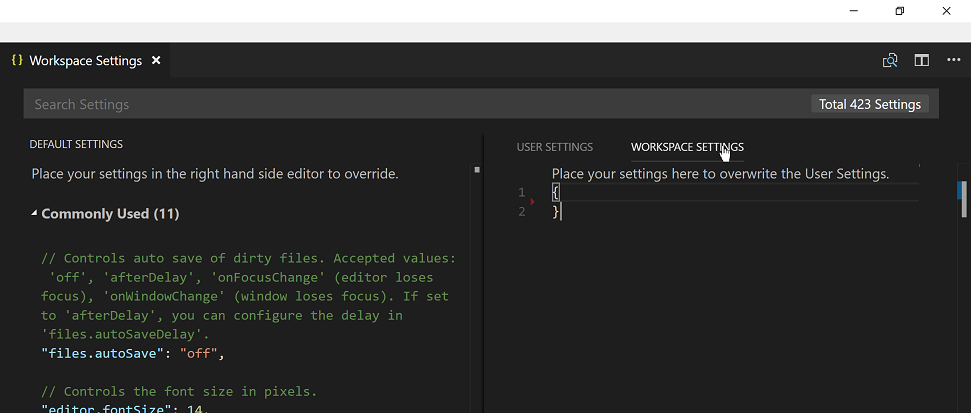 { } Workspace Settings ×
Search Settings
Total 423 Settings
DEFAULT SETTINGS
Place your settings in the right hand side editor to override.
Commonly Used (11)
// Controls auto save of dirty files. Accepted values:
'off', 'afterDelay', 'onFocusChange' (editor loses
focus), 'onWindowChange' (window loses focus). If set
to 'afterDelay', you can configure the delay in
'files.autoSaveDelay'.
"files.autoSave": "off",
// Controls the font size in pixels.
"editor.fontSize": 14,
USER SETTINGS
WORKSPACE SETTINGS
Place your settings here to overwrite the User Settings.
1 {
2 }